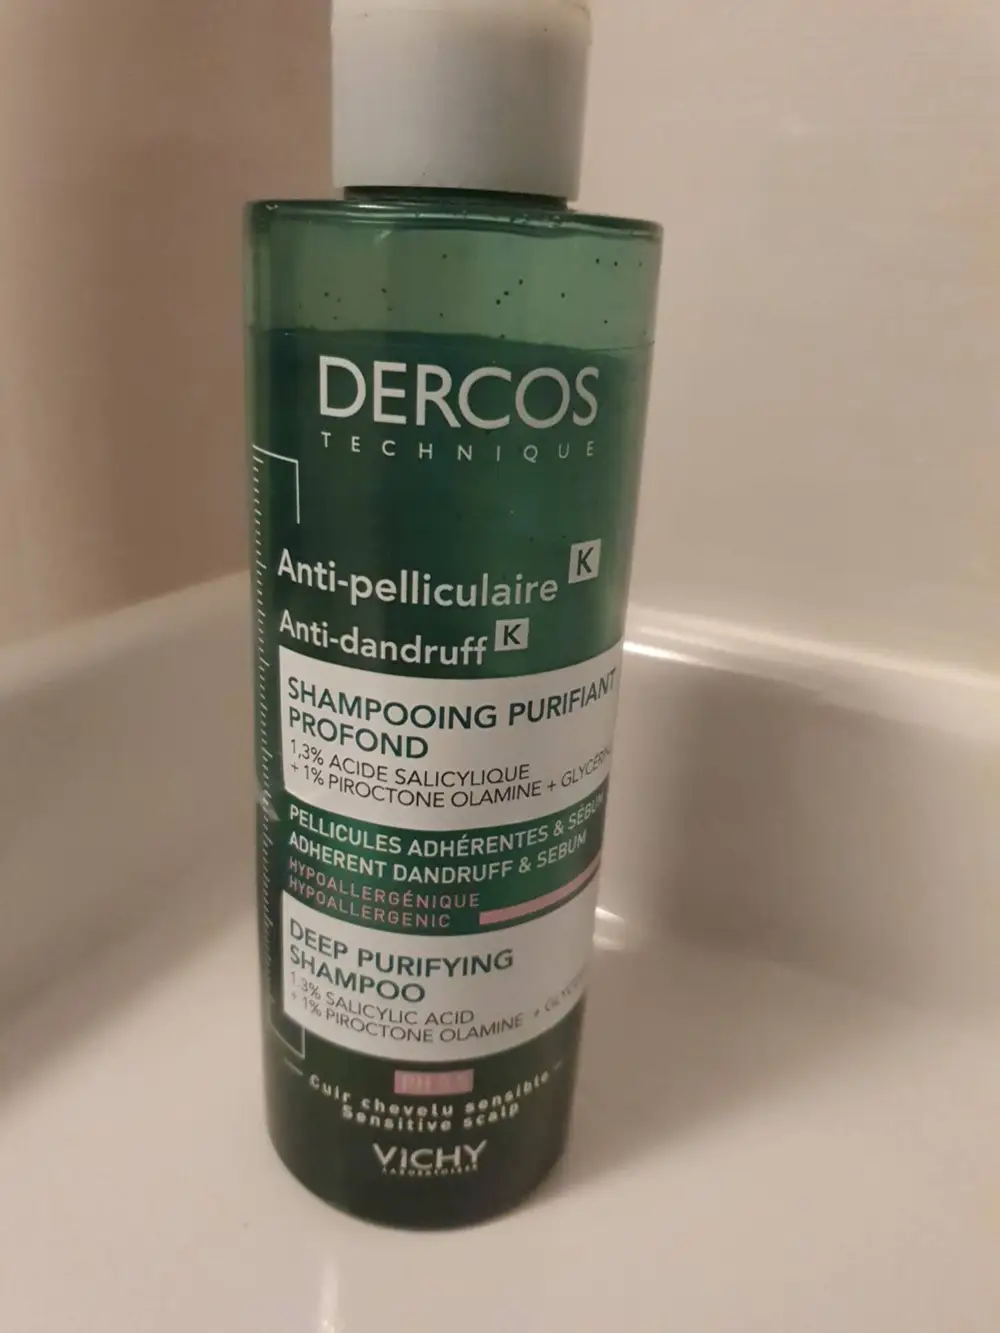 DERCOS
TECHNIQUE
Anti-pelliculaire K
Anti-dandruff K
SHAMPOOING PURIFIANT
PROFOND
1,3% ACIDE SALICYLIQUE
+ 1% PIROCTONE OLAMINE +
PELLICULES ADHÉRENTES & SÉBUM
ADHERENT DANDRUFF & SEBUM
HYPOALLERGÉNIQUE
HYPOALLERGENIC
DEEP PURIFYING
SHAMPOO
1.3% SALICYLIC ACID
+ 1% PIROCTONE OLAMINE +
Cuir chevelu sensible
Sensitive scalp
VICHY
LABORATOIRES